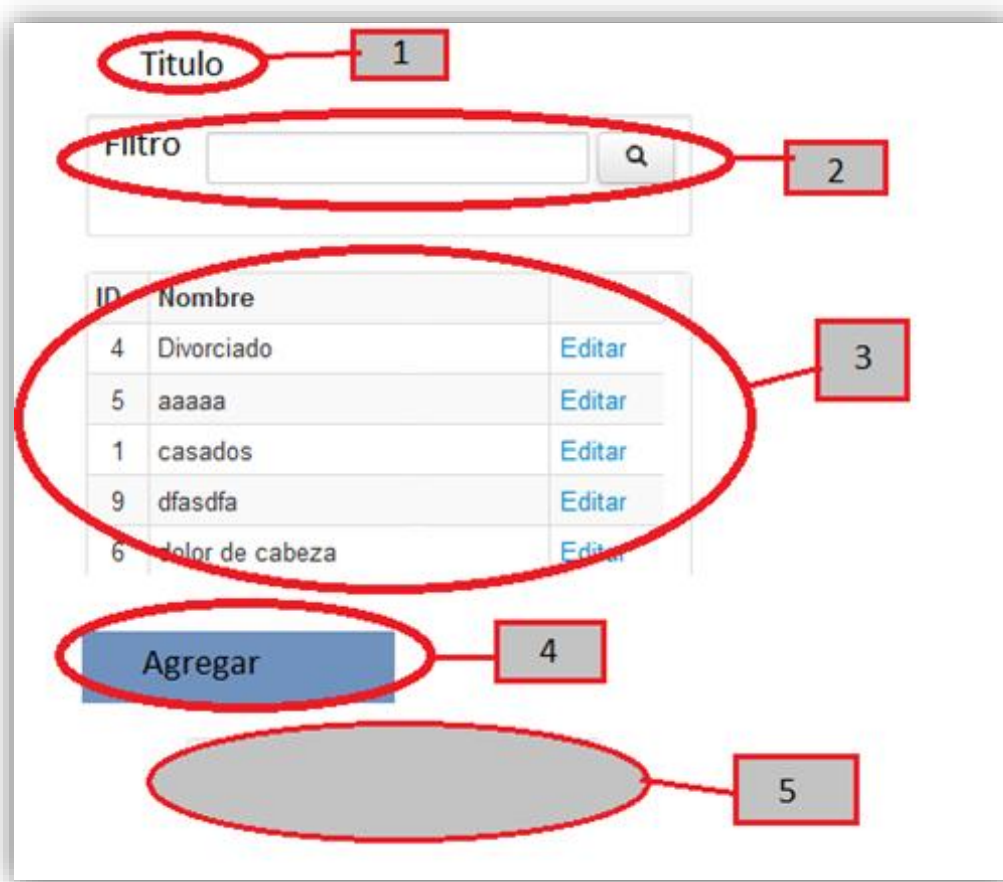 Titulo 1
Filtro 2
ID Nombre
4 Divorciado Editar
5 aaaaa Editar
1 casados Editar
9 dfasdfa Editar
6 dolor de cabeza Editar
3
Agregar 4
5